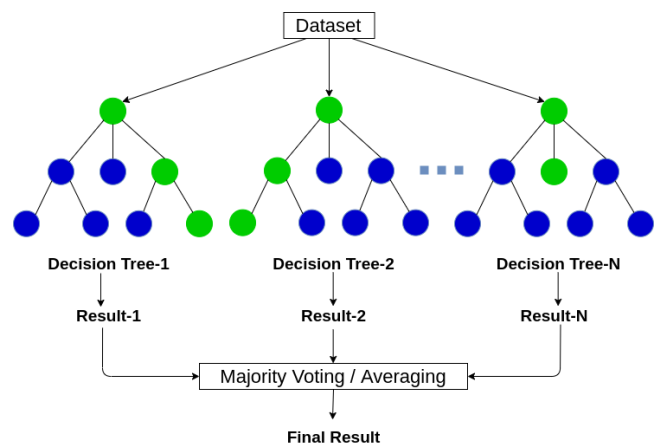 Dataset
Decision Tree-1
Decision Tree-2
Decision Tree-N
Result-1
Result-2
Result-N
Majority Voting / Averaging
Final Result